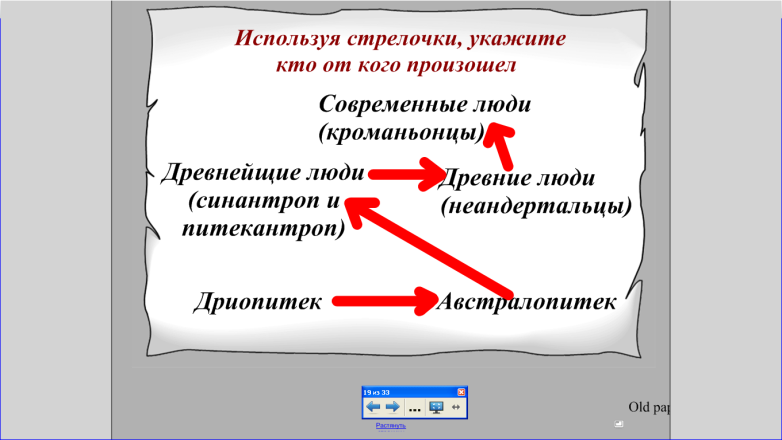 Используя стрелочки, укажите
кто от кого произошел
Современные люди
(кроманьонцы)
Древнейщие люди
(синантроп и
питекантроп)
Древние люди
(неандертальцы)
Дриопитек
Австралопитек
19 из 33
...
Растянуть
Old pap